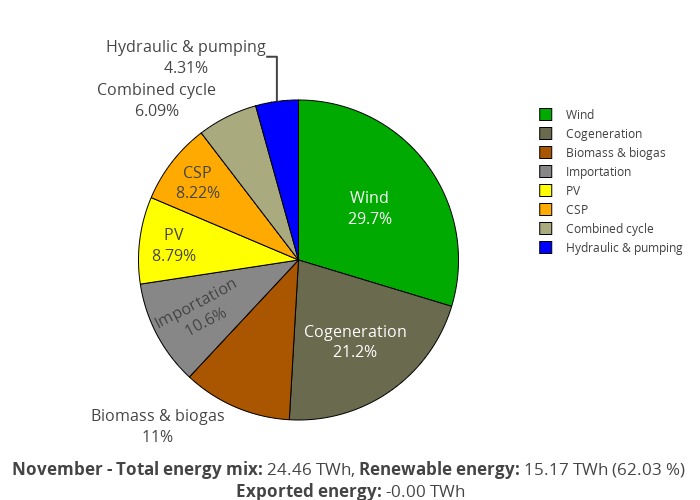 Hydraulic & pumping
4.31%
Combined cycle
6.09%
CSP
8.22%
PV
8.79%
Importation
10.6%
Biomass & biogas
11%
Wind
29.7%
Cogeneration
21.2%
Wind
Cogeneration
Biomass & biogas
Importation
PV
CSP
Combined cycle
Hydraulic & pumping
November - Total energy mix: 24.46 TWh, Renewable energy: 15.17 TWh (62.03 %)
Exported energy: -0.00 TWh